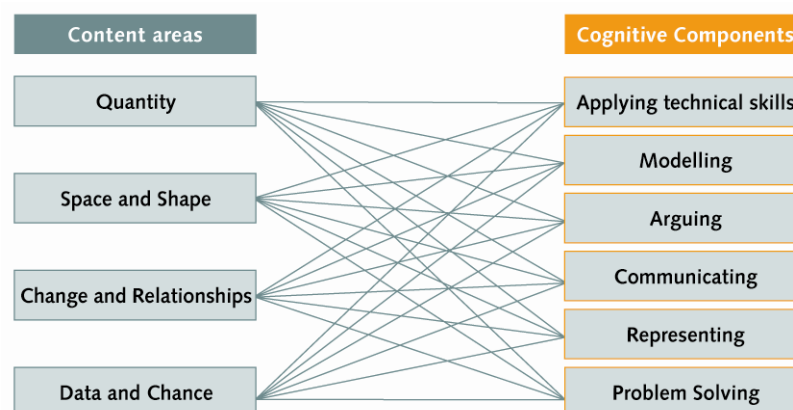 Content areas
Quantity
Space and Shape
Change and Relationships
Data and Chance
Cognitive Components
Applying technical skills
Modelling
Arguing
Communicating
Representing
Problem Solving